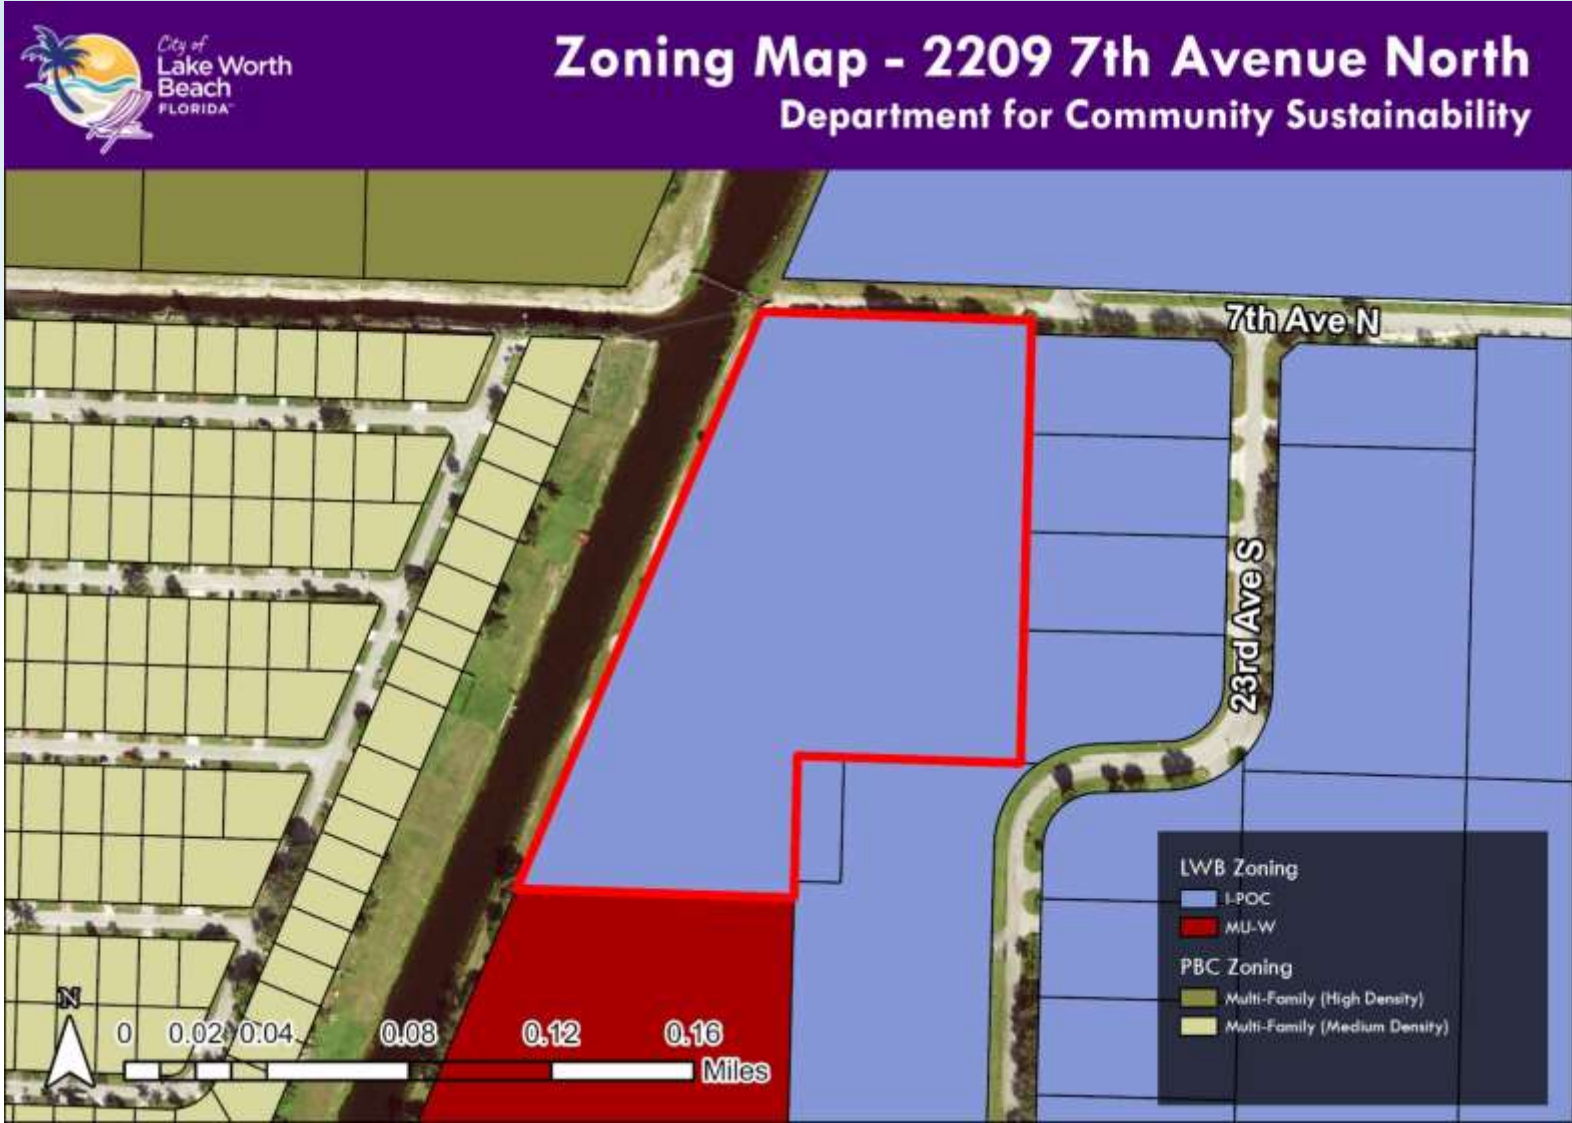 City of
Lake Worth
Beach
FLORIDA™
Zoning Map - 2209 7th Avenue North
Department for Community Sustainability
7th Ave N
23rd Ave S
LWB Zoning
I-POC
MU-W
PBC Zoning
Multi-Family (High Density)
Multi-Family (Medium Density)
N
0 0.02 0.04 0.08 0.12 0.16
Miles